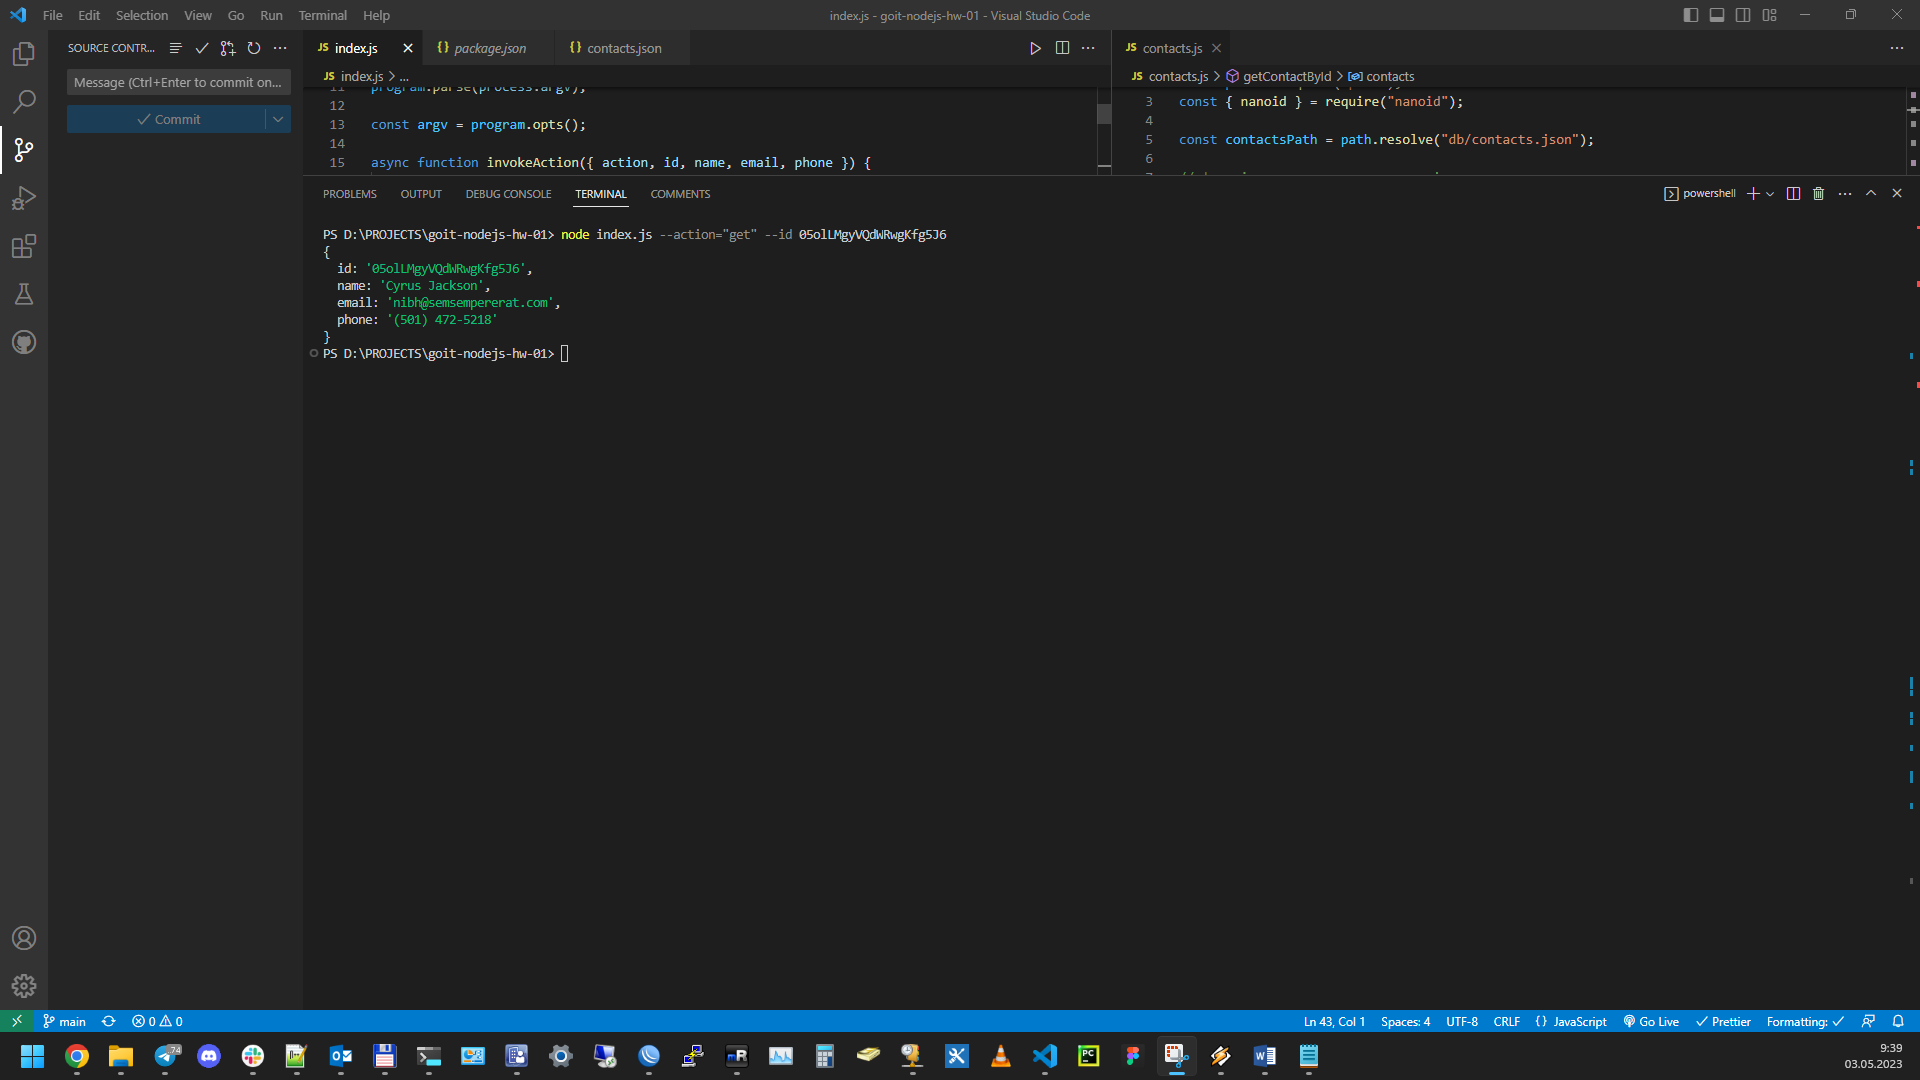 File Edit Selection View Go Run Terminal Help
index.js - goit-nodejs-hw-01 - Visual Studio Code
SOURCE CONTR...
JS index.js
{} package.json
{} contacts.json
JS contacts.js
Message (Ctrl+Enter to commit on...
Commit
JS index.js > ...
11 program.parse(process.argv);
12
13 const argv = program.opts();
14
15 async function invokeAction({ action, id, name, email, phone }) {
JS contacts.js > getContactById > contacts
3 const { nanoid } = require("nanoid");
4
5 const contactsPath = path.resolve("db/contacts.json");
6
PROBLEMS OUTPUT DEBUG CONSOLE TERMINAL COMMENTS
powershell
PS D:\PROJECTS\goit-nodejs-hw-01> node index.js --action="get" --id 05olLMgyVQdWRwgKfg5J6
{
id: '05olLMgyVQdWRwgKfg5J6',
name: 'Cyrus Jackson',
email: 'nibh@semsempererat.com',
phone: '(501) 472-5218'
}
PS D:\PROJECTS\goit-nodejs-hw-01>
main 0 0
Ln 43, Col 1 Spaces: 4 UTF-8 CRLF {} JavaScript Go Live Prettier Formatting:
74
PC
9:39
03.05.2023